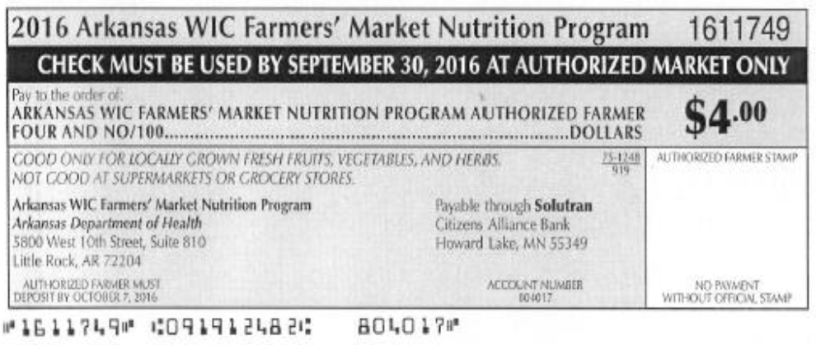 2016 Arkansas WIC Farmers' Market Nutrition Program 1611749
CHECK MUST BE USED BY SEPTEMBER 30, 2016 AT AUTHORIZED MARKET ONLY
Pay to the order of:
ARKANSAS WIC FARMERS' MARKET NUTRITION PROGRAM AUTHORIZED FARMER
$4.00
FOUR AND NO/100...............................................................DOLLARS
GOOD ONLY FOR LOCALLY GROWN FRESH FRUITS, VEGETABLES, AND HERBS.
NOT GOOD AT SUPERMARKETS OR GROCERY STORES.
75-1248
919
AUTHORIZED FARMER STAMP
Arkansas WIC Farmers' Market Nutrition Program
Arkansas Department of Health
5800 West 10th Street, Suite 810
Little Rock, AR 72204
Payable through Solutran
Citizens Alliance Bank
Howard Lake, MN 55349
AUTHORIZED FARMER MUST
DEPOSIT BY OCTOBER 7, 2016
ACCOUNT NUMBER
804017
NO PAYMENT
WITHOUT OFFICIAL STAMP
⑈1611749⑈ ⑆091912482⑆ 804017⑈